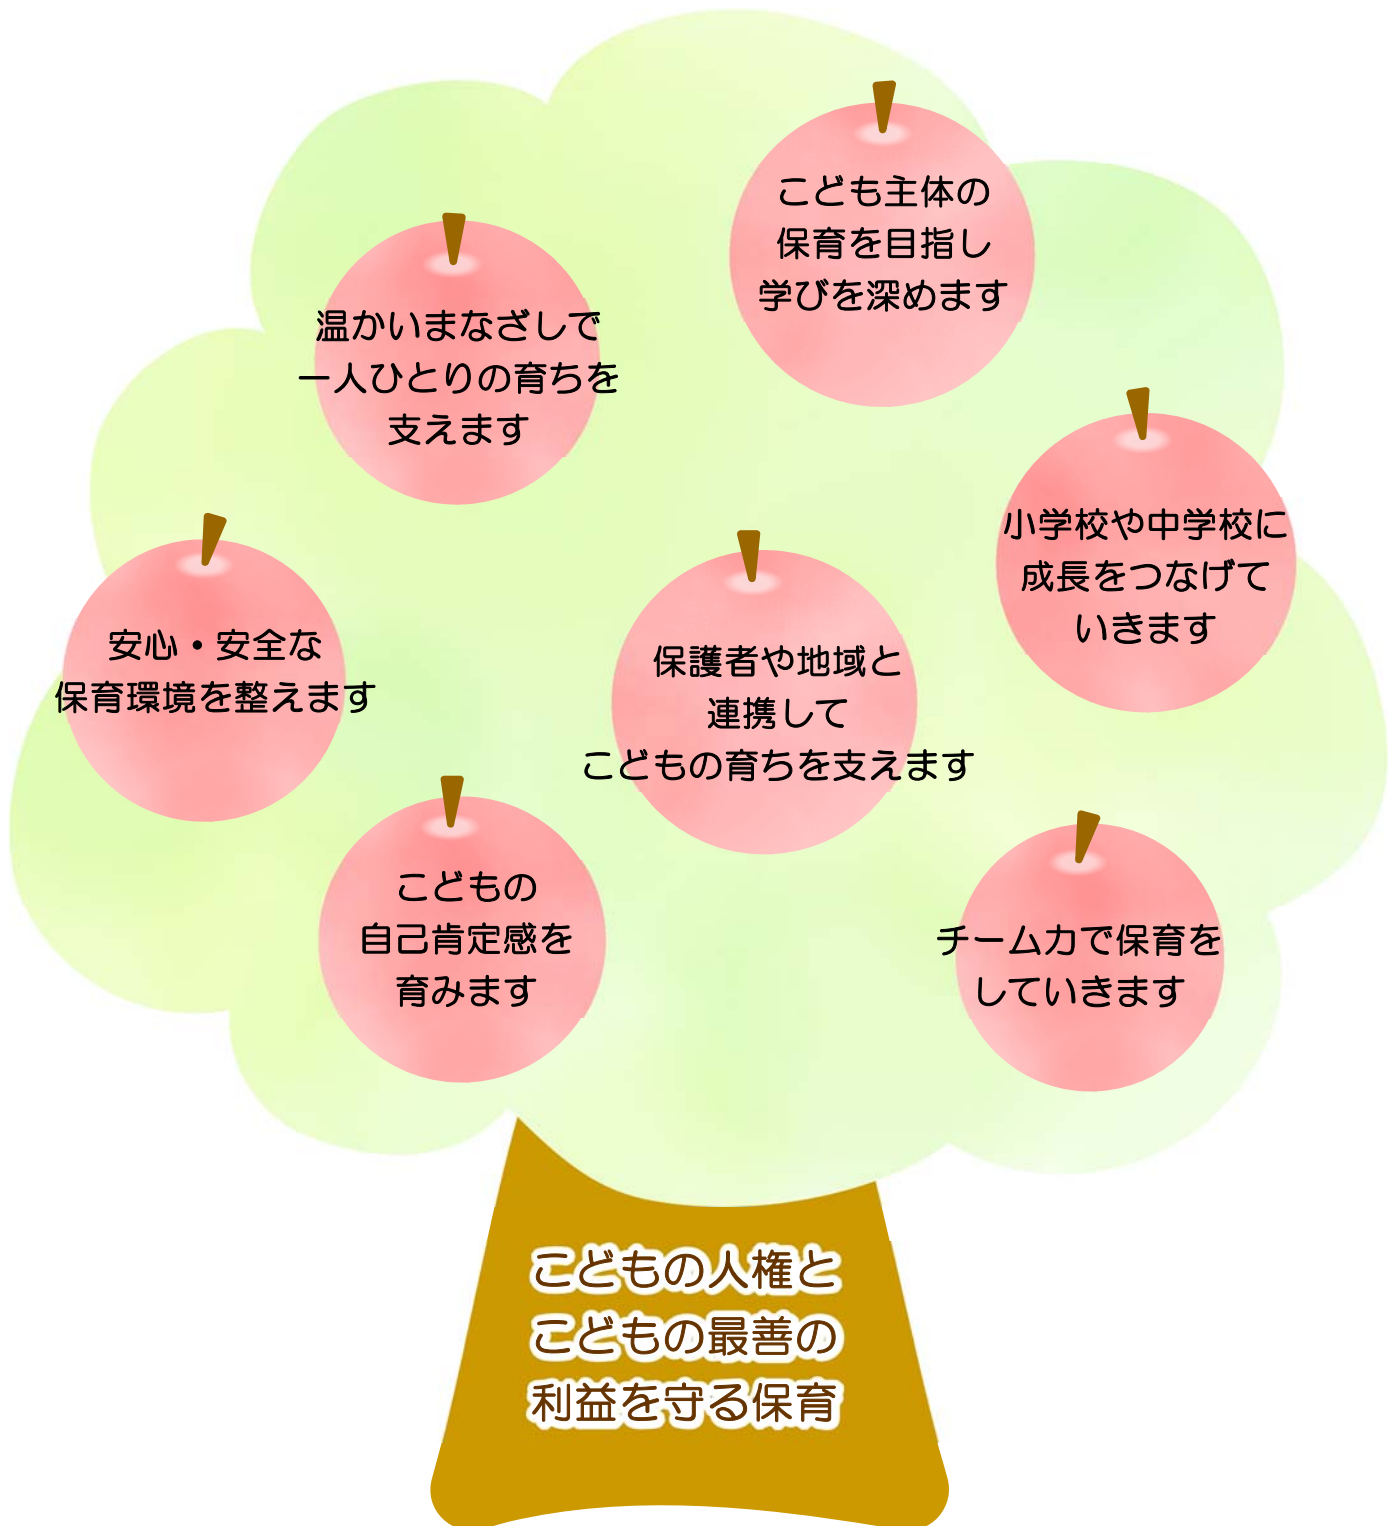 こども主体の
保育を目指し
学びを深めます
温かいまなざしで
一人ひとりの育ちを
支えます
小学校や中学校に
成長をつなげて
いきます
安心・安全な
保育環境を整えます
保護者や地域と
連携して
こどもの育ちを支えます
こどもの
自己肯定感を
育みます
チーム力で保育を
していきます
こどもの人権と
こどもの最善の
利益を守る保育